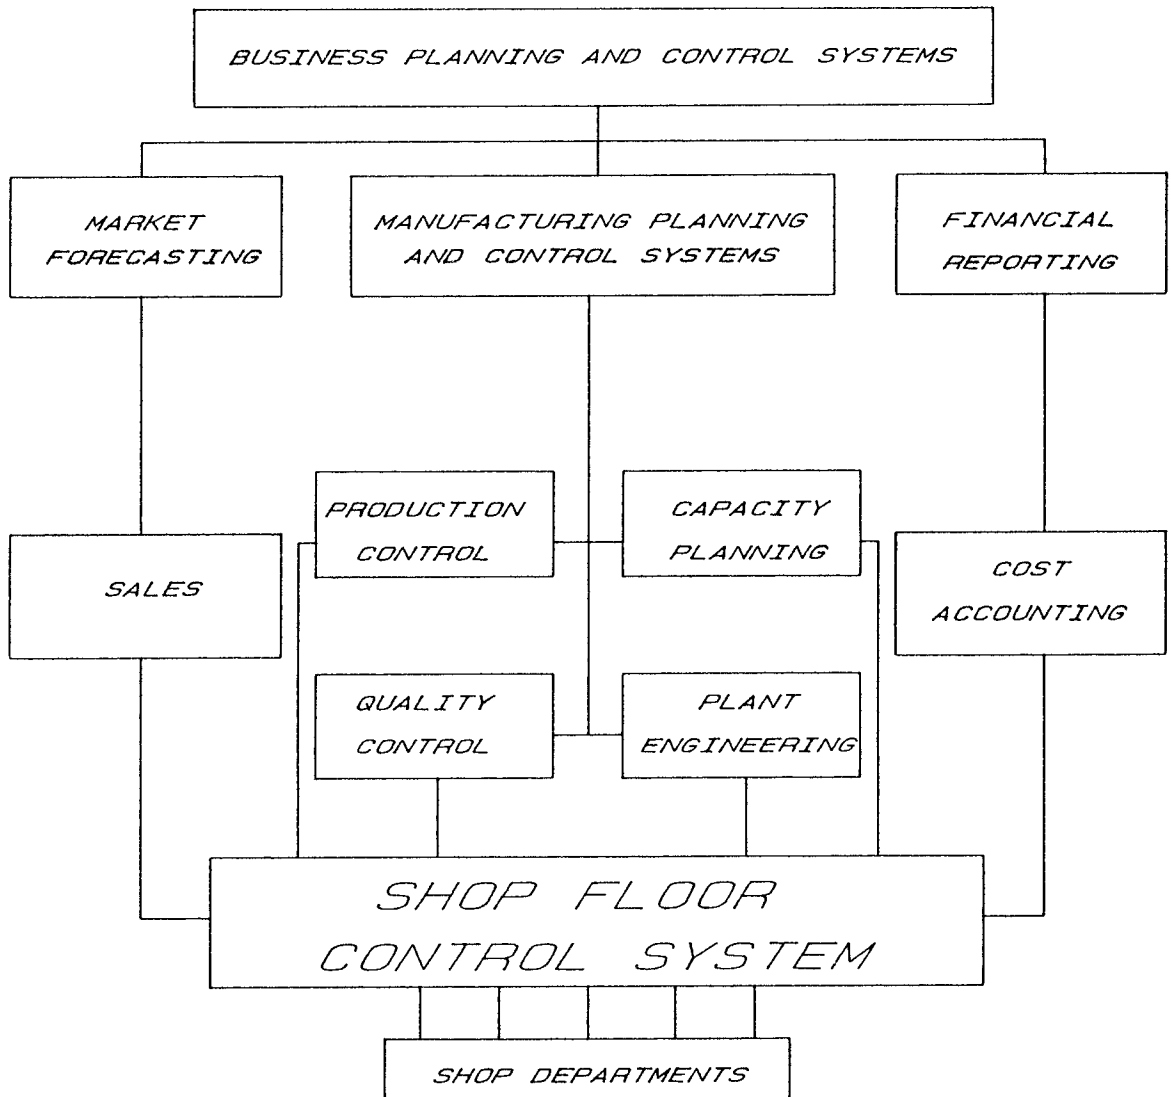 BUSINESS PLANNING AND CONTROL SYSTEMS
MARKET
FORECASTING
MANUFACTURING PLANNING
AND CONTROL SYSTEMS
FINANCIAL
REPORTING
PRODUCTION
CONTROL
CAPACITY
PLANNING
SALES
COST
ACCOUNTING
QUALITY
CONTROL
PLANT
ENGINEERING
SHOP FLOOR
CONTROL SYSTEM
SHOP DEPARTMENTS